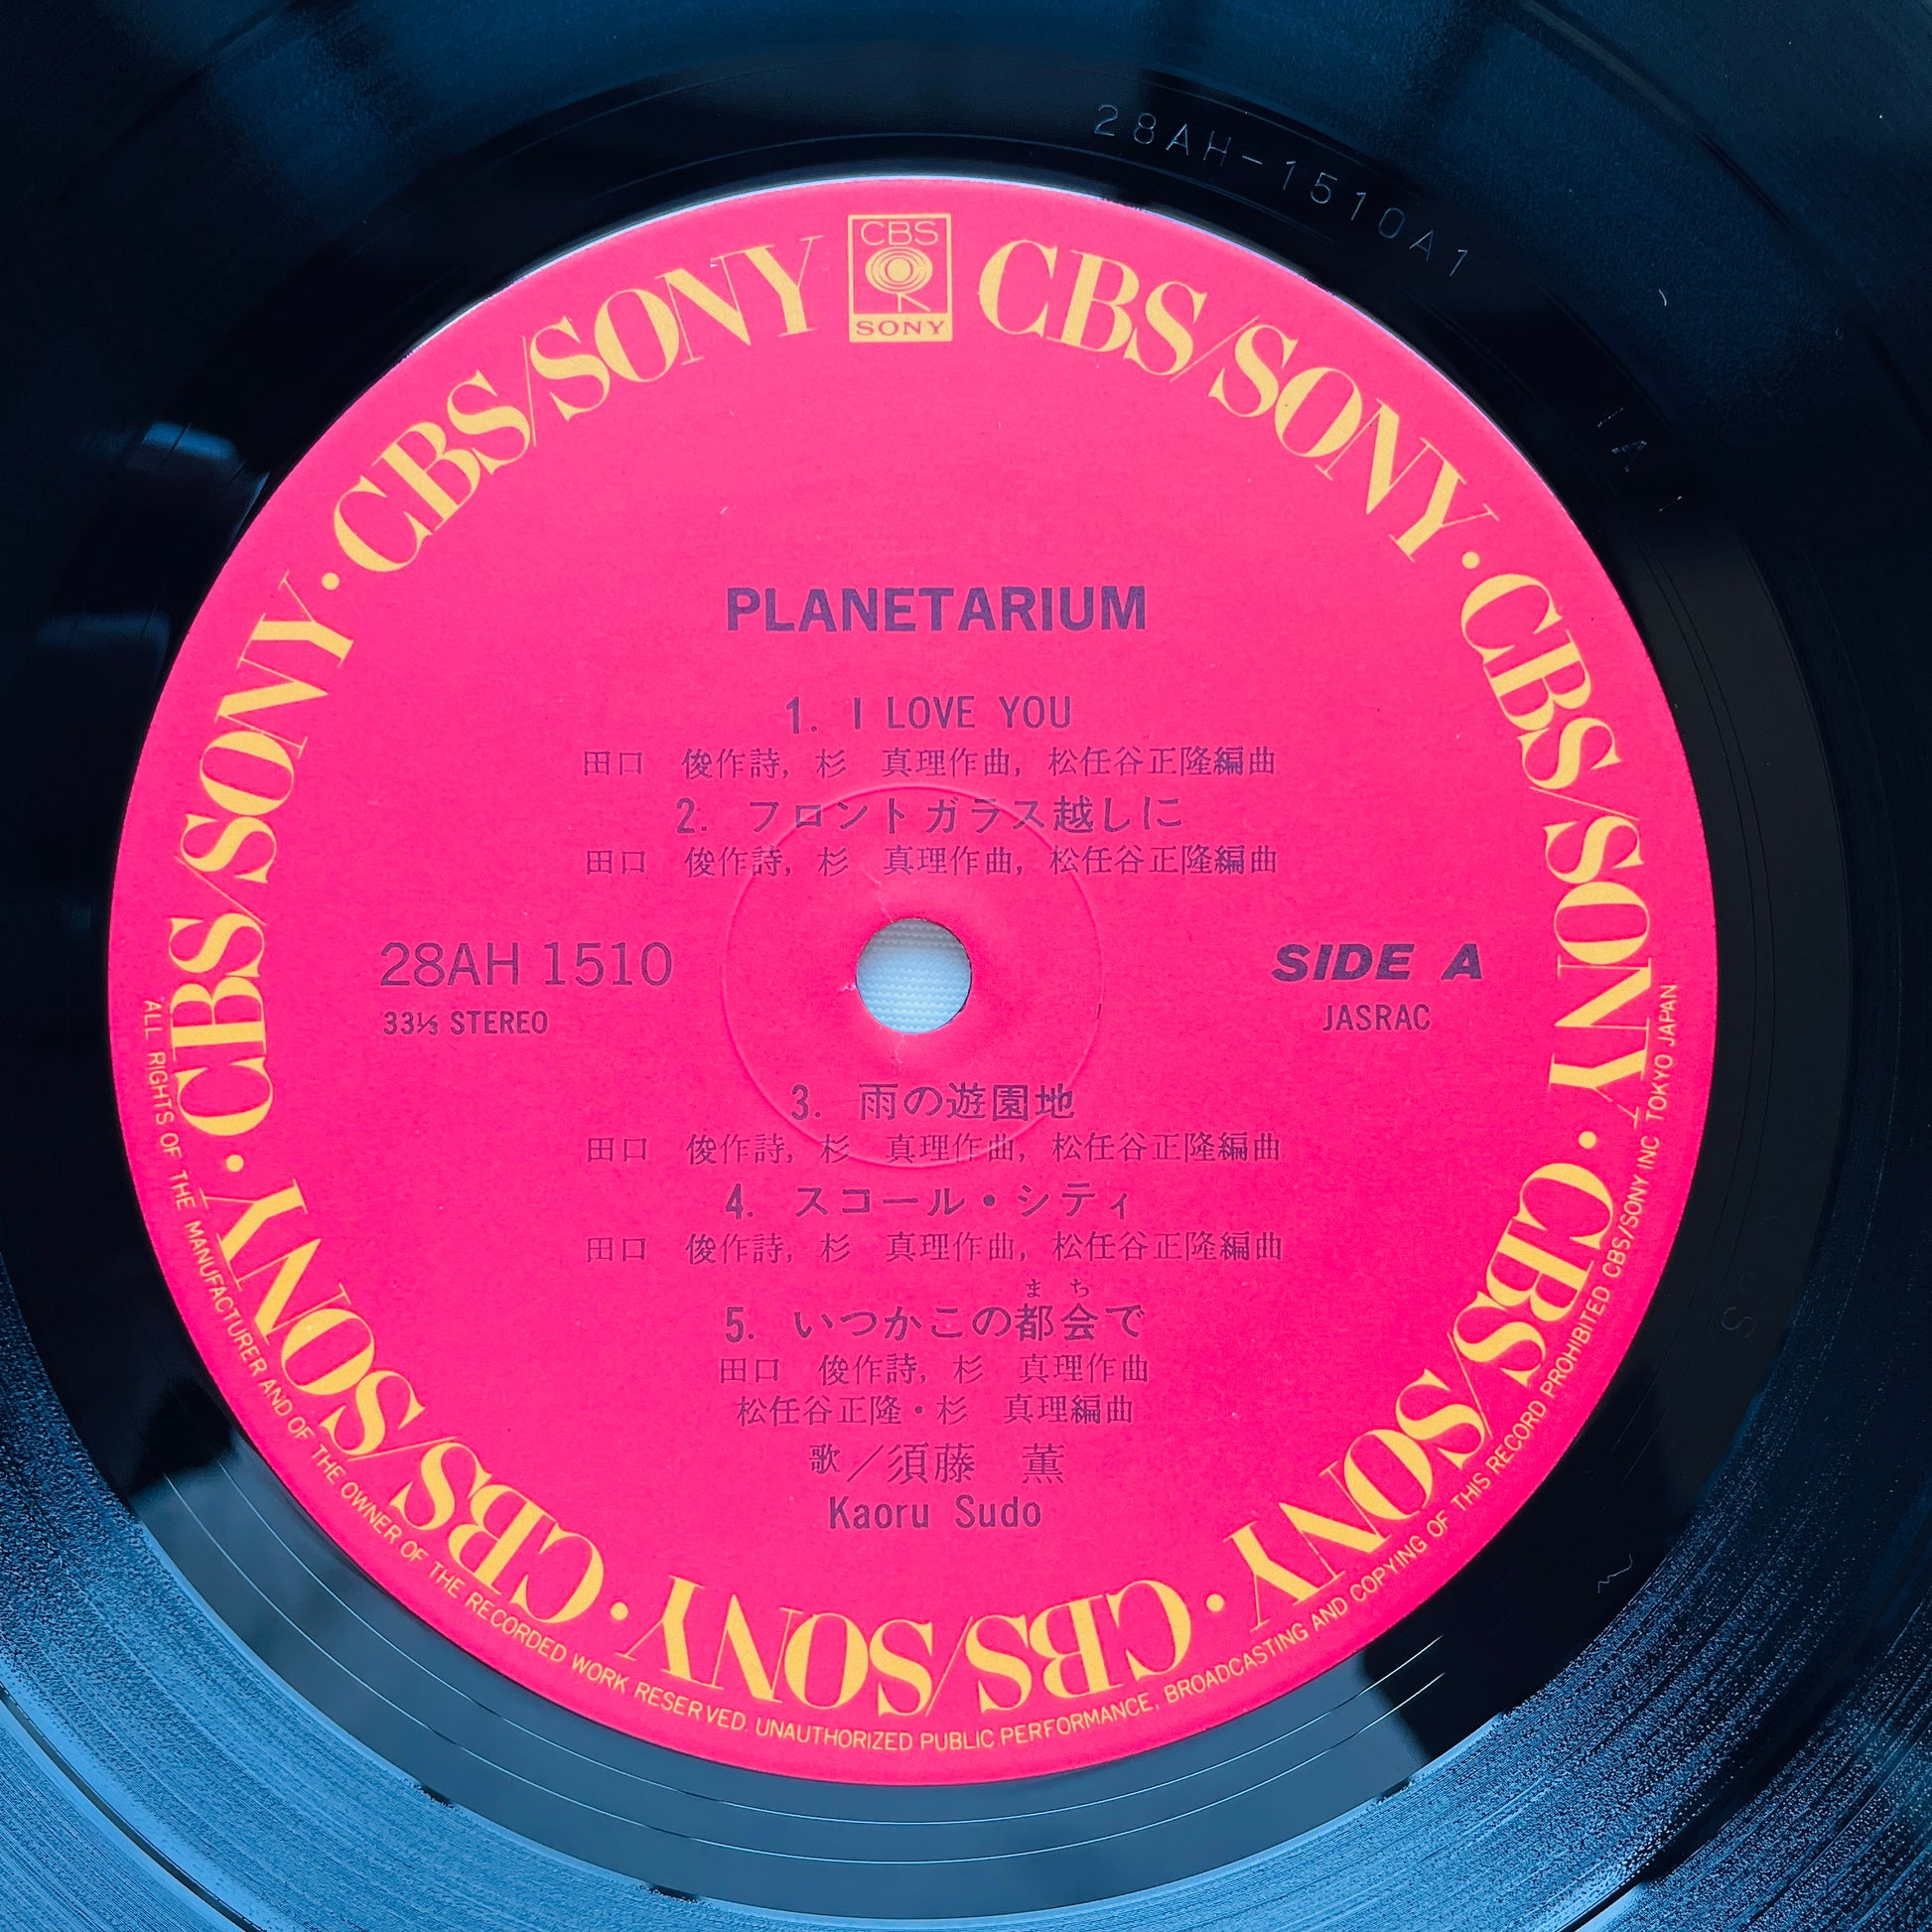 28AH-1510A1
1A1
CBS
SONY
CBS/SONY · CBS/SONY · CBS/SONY · CBS/SONY · CBS/SONY · CBS/SONY · CBS/SONY · CBS/SONY
PLANETARIUM
1. I LOVE YOU
田口 俊作詩, 杉 真理作曲, 松任谷正隆編曲
2. フロントガラス越しに
田口 俊作詩, 杉 真理作曲, 松任谷正隆編曲
28AH 1510
SIDE A
33⅓ STEREO
JASRAC
3. 雨の遊園地
田口 俊作詩, 杉 真理作曲, 松任谷正隆編曲
4. スコール・シティ
田口 俊作詩, 杉 真理作曲, 松任谷正隆編曲
まち
5. いつかこの都会で
田口 俊作詩, 杉 真理作曲
松任谷正隆・杉 真理編曲
歌／須藤 薫
Kaoru Sudo
ALL RIGHTS OF THE MANUFACTURER AND OF THE OWNER OF THE RECORDED WORK RESERVED. UNAUTHORIZED PUBLIC PERFORMANCE, BROADCASTING AND COPYING OF THIS RECORD PROHIBITED CBS/SONY INC TOKYO JAPAN